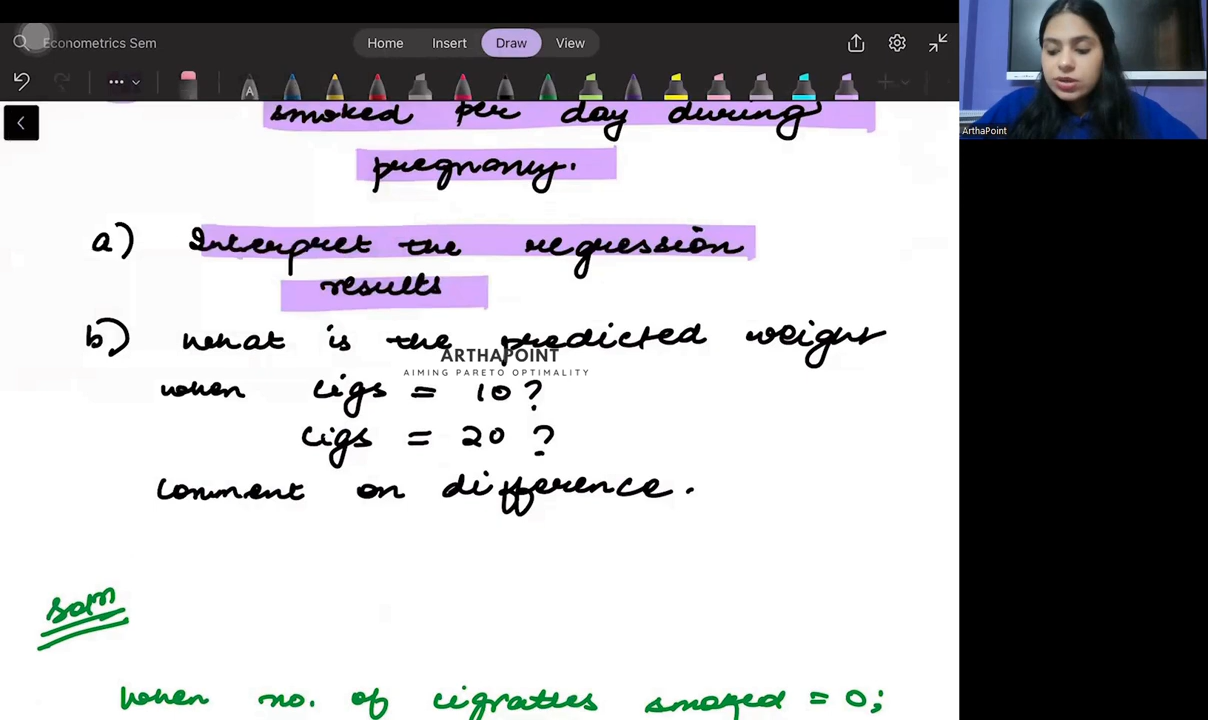 Econometrics Sem
Home Insert Draw View
ArthaPoint
smoked per day during
pregnany.
a) Interpret the regression
results
b) what is the predicted weight
ARTHAPOINT
AIMING PARETO OPTIMALITY
when cigs = 10 ?
cigs = 20 ?
comment on difference.
Soln
when no. of cigrattes smoked = 0;